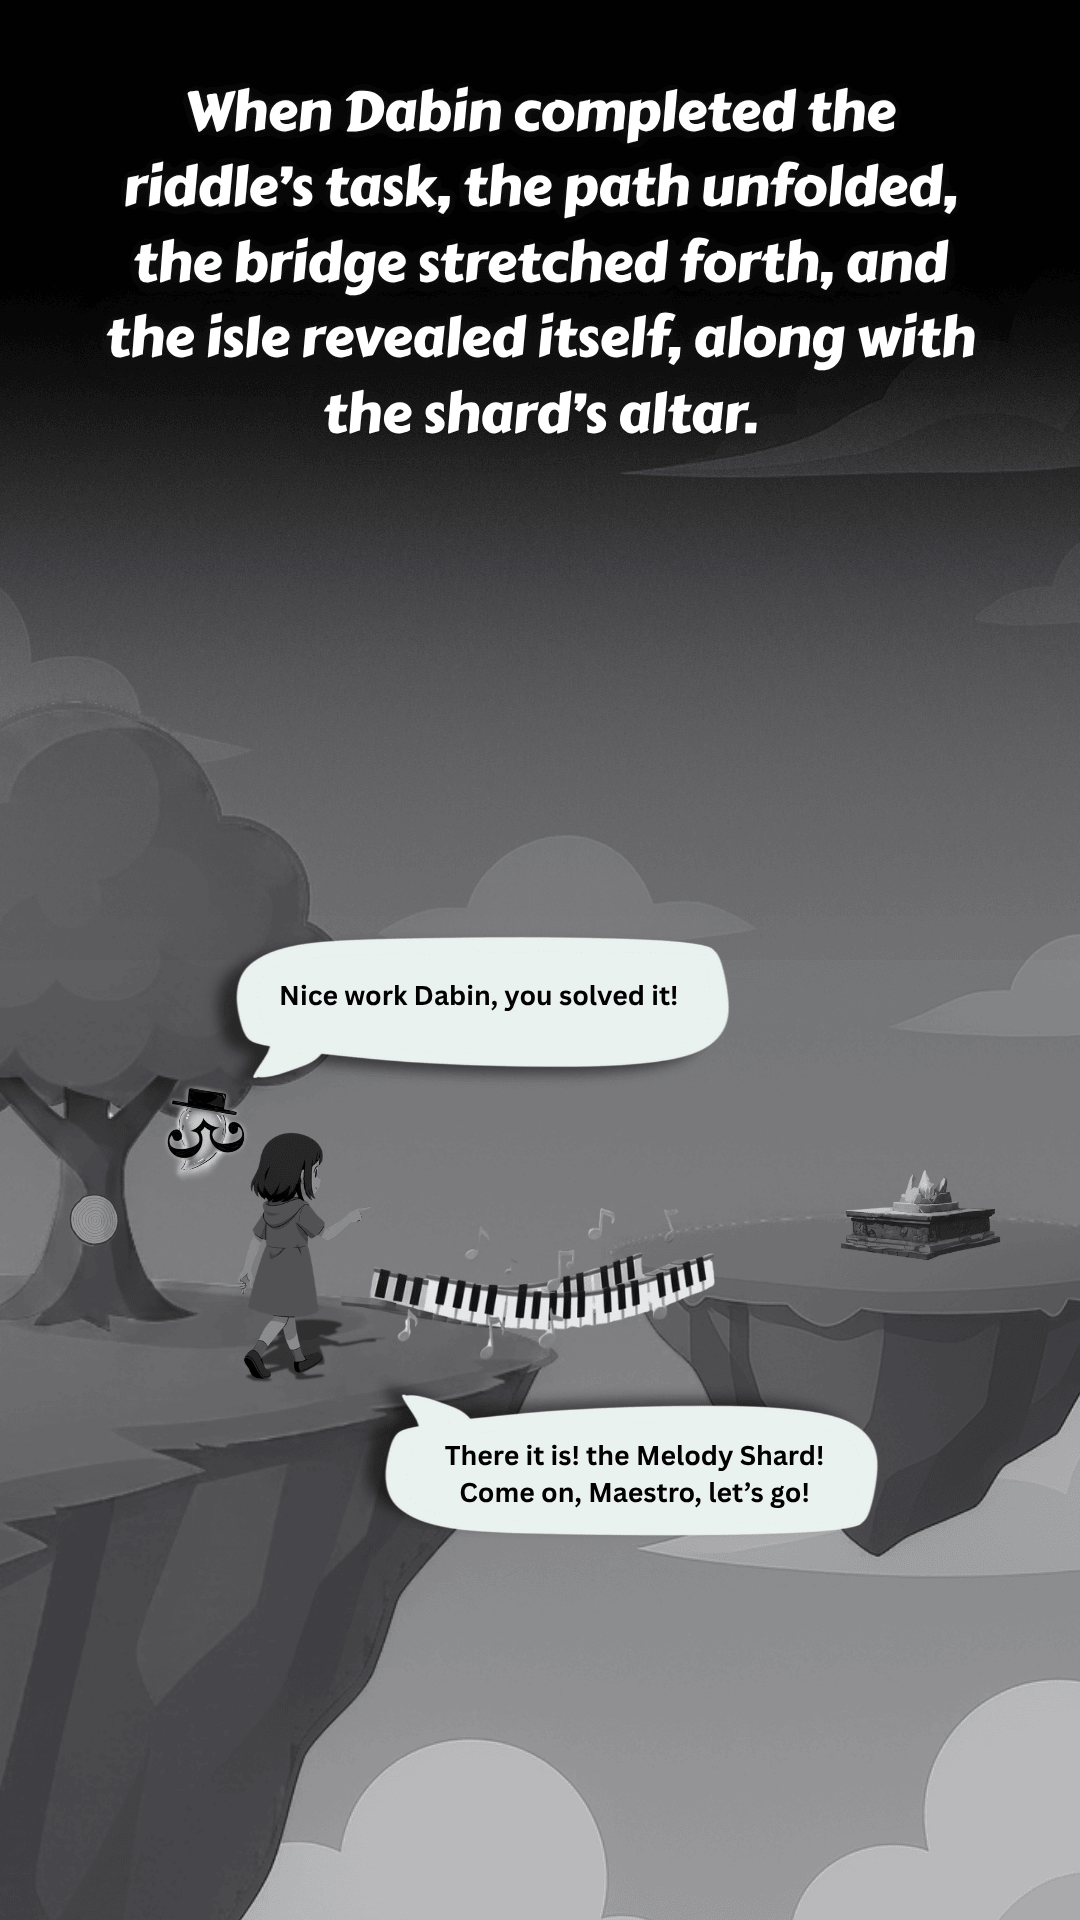 When Dabin completed the
riddle’s task, the path unfolded,
the bridge stretched forth, and
the isle revealed itself, along with
the shard’s altar.
Nice work Dabin, you solved it!
There it is! the Melody Shard!
Come on, Maestro, let’s go!